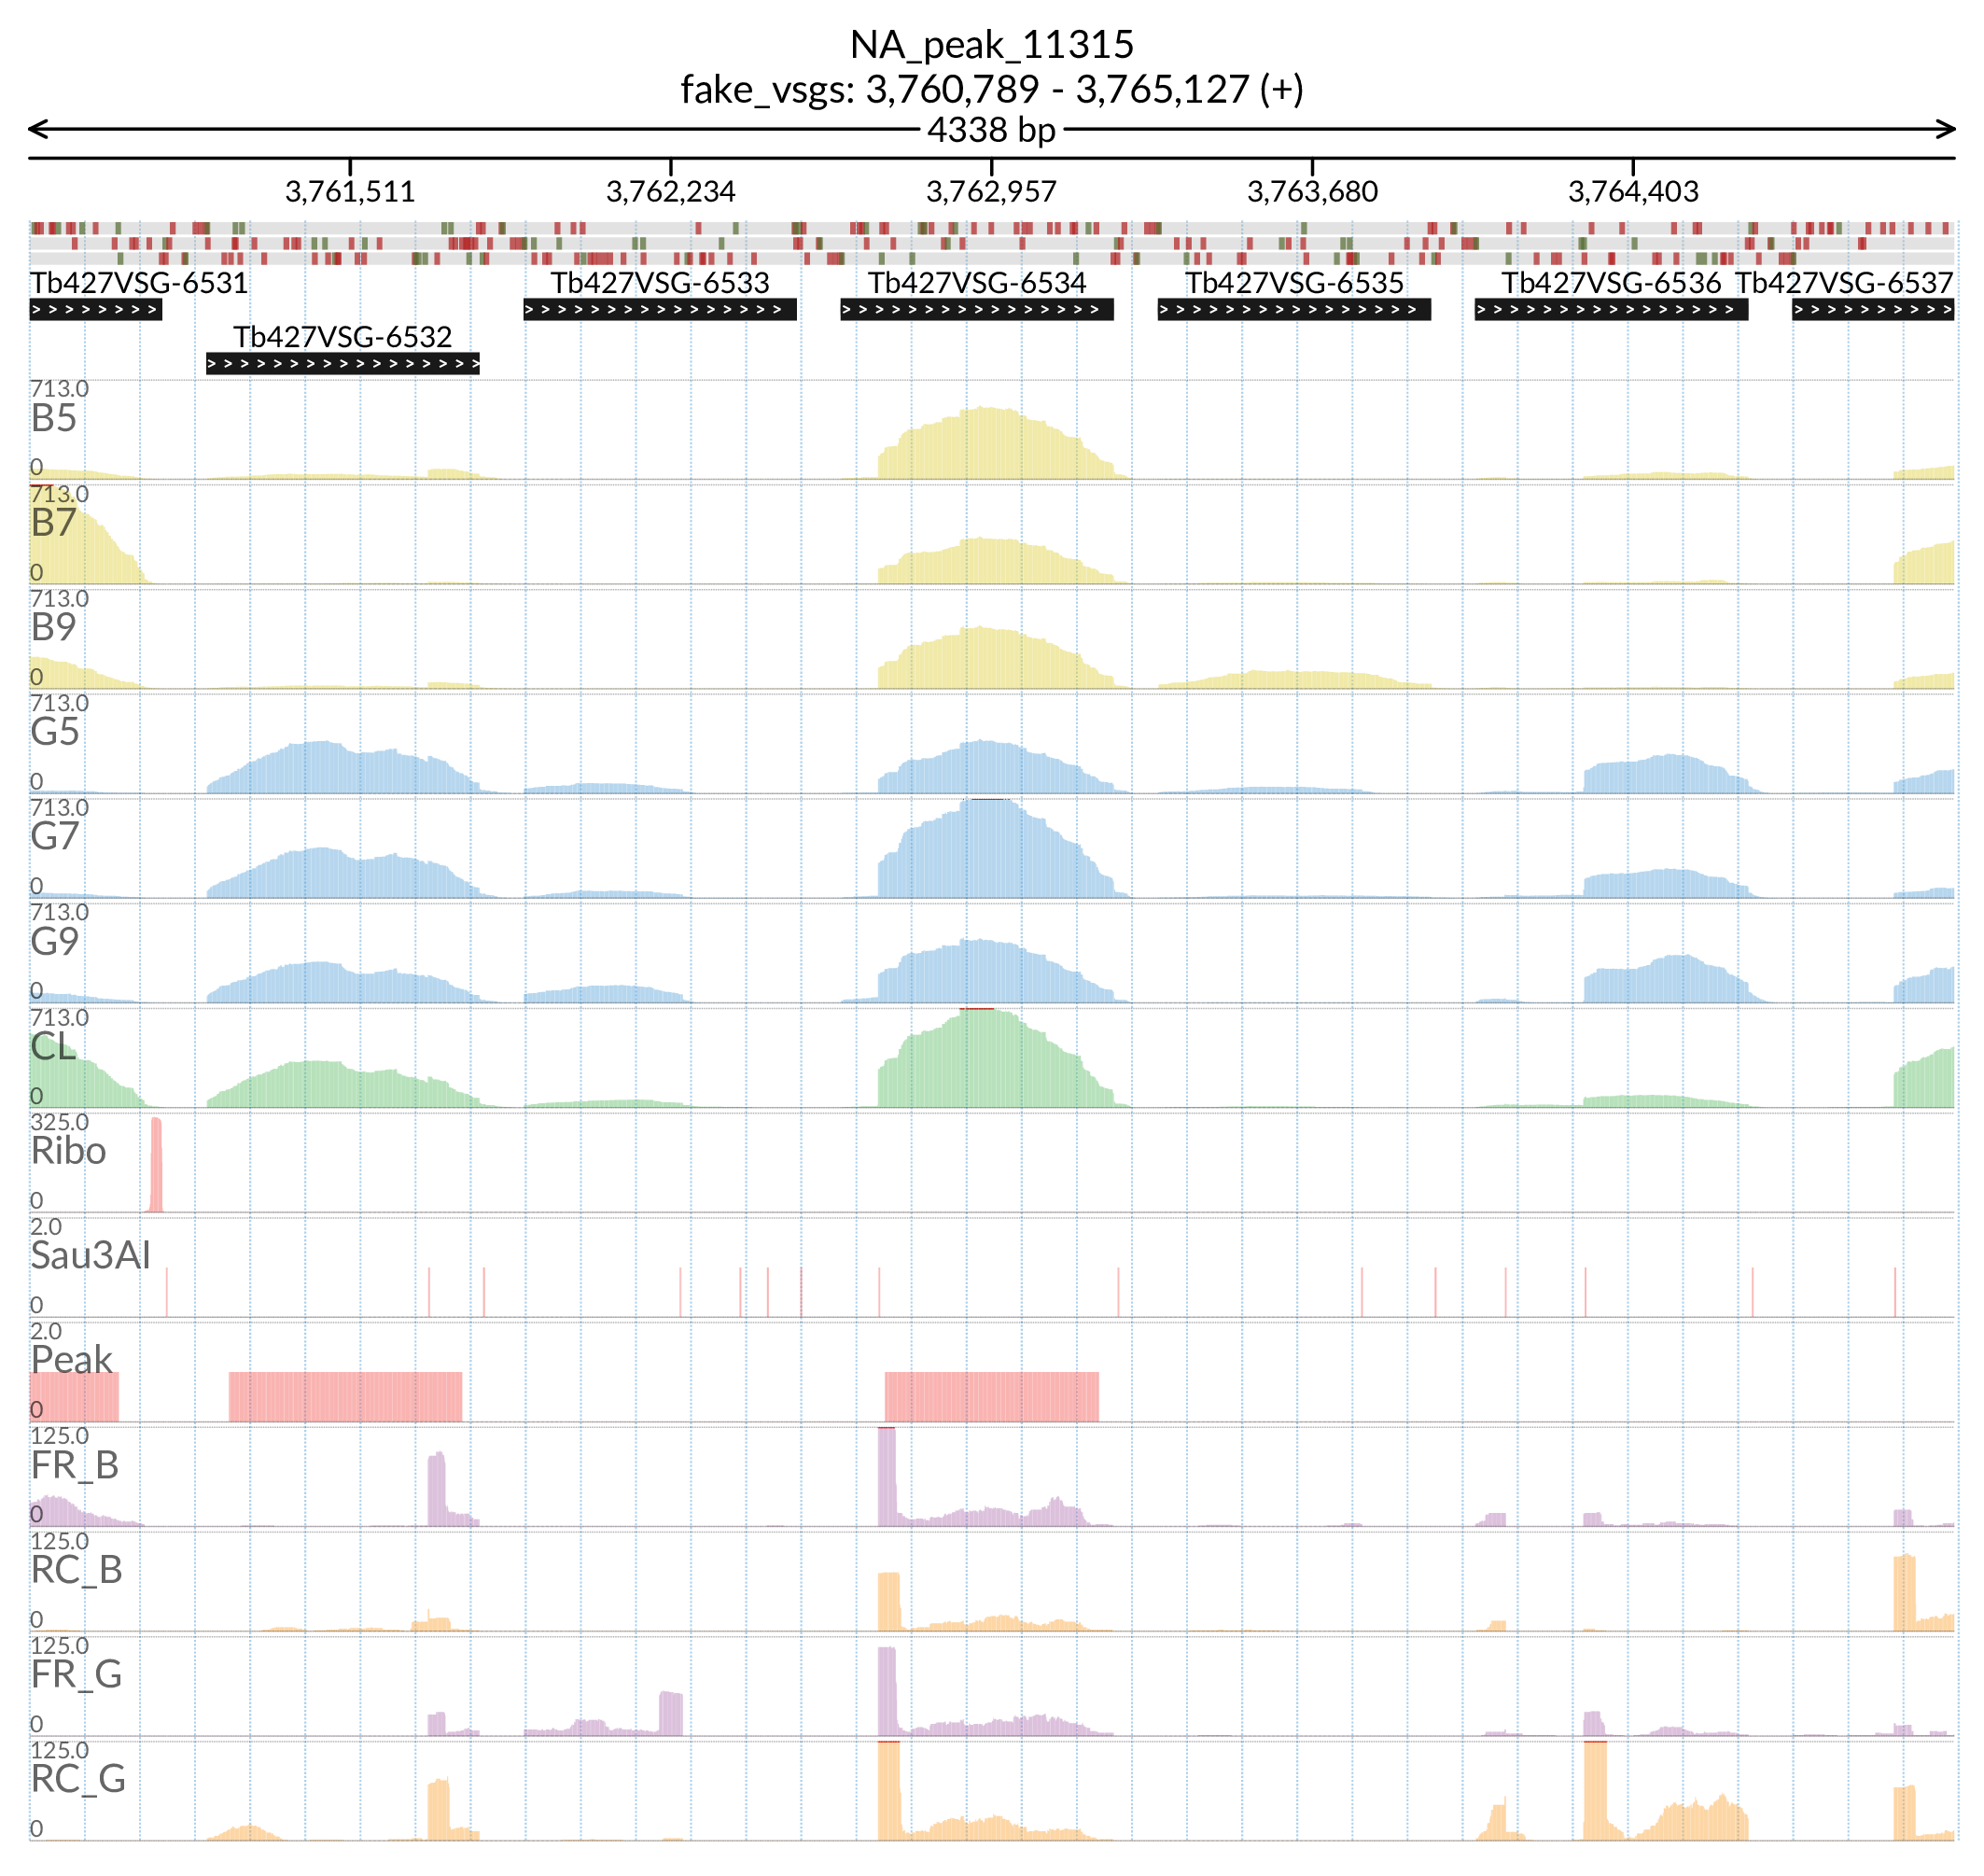 NA_peak_11315
fake_vsgs: 3,760,789 - 3,765,127 (+)
4338 bp
3,761,511 3,762,234 3,762,957 3,763,680 3,764,403
Tb427VSG-6531 Tb427VSG-6533 Tb427VSG-6534 Tb427VSG-6535 Tb427VSG-6536 Tb427VSG-6537
Tb427VSG-6532
713.0
B5
0
713.0
B7
0
713.0
B9
0
713.0
G5
0
713.0
G7
0
713.0
G9
0
713.0
CL
0
325.0
Ribo
0
2.0
Sau3AI
0
2.0
Peak
0
125.0
FR_B
0
125.0
RC_B
0
125.0
FR_G
0
125.0
RC_G
0